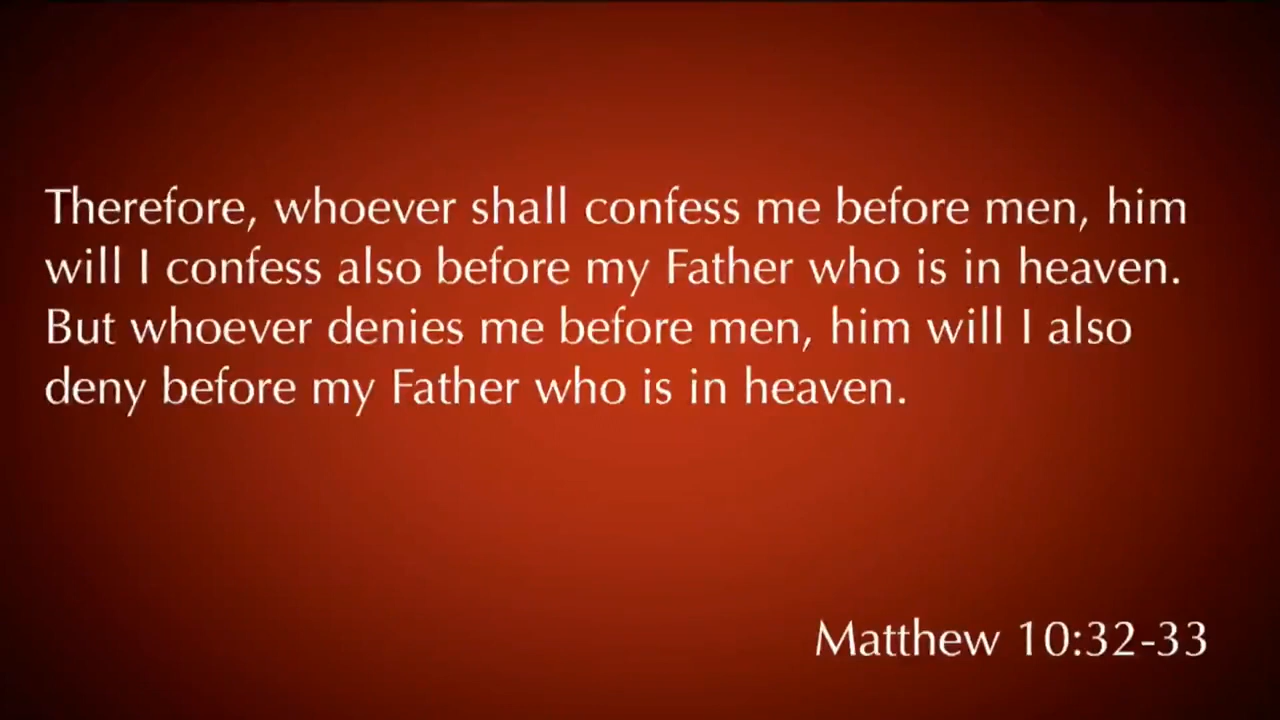 Therefore, whoever shall confess me before men, him
will I confess also before my Father who is in heaven.
But whoever denies me before men, him will I also
deny before my Father who is in heaven.
Matthew 10:32-33